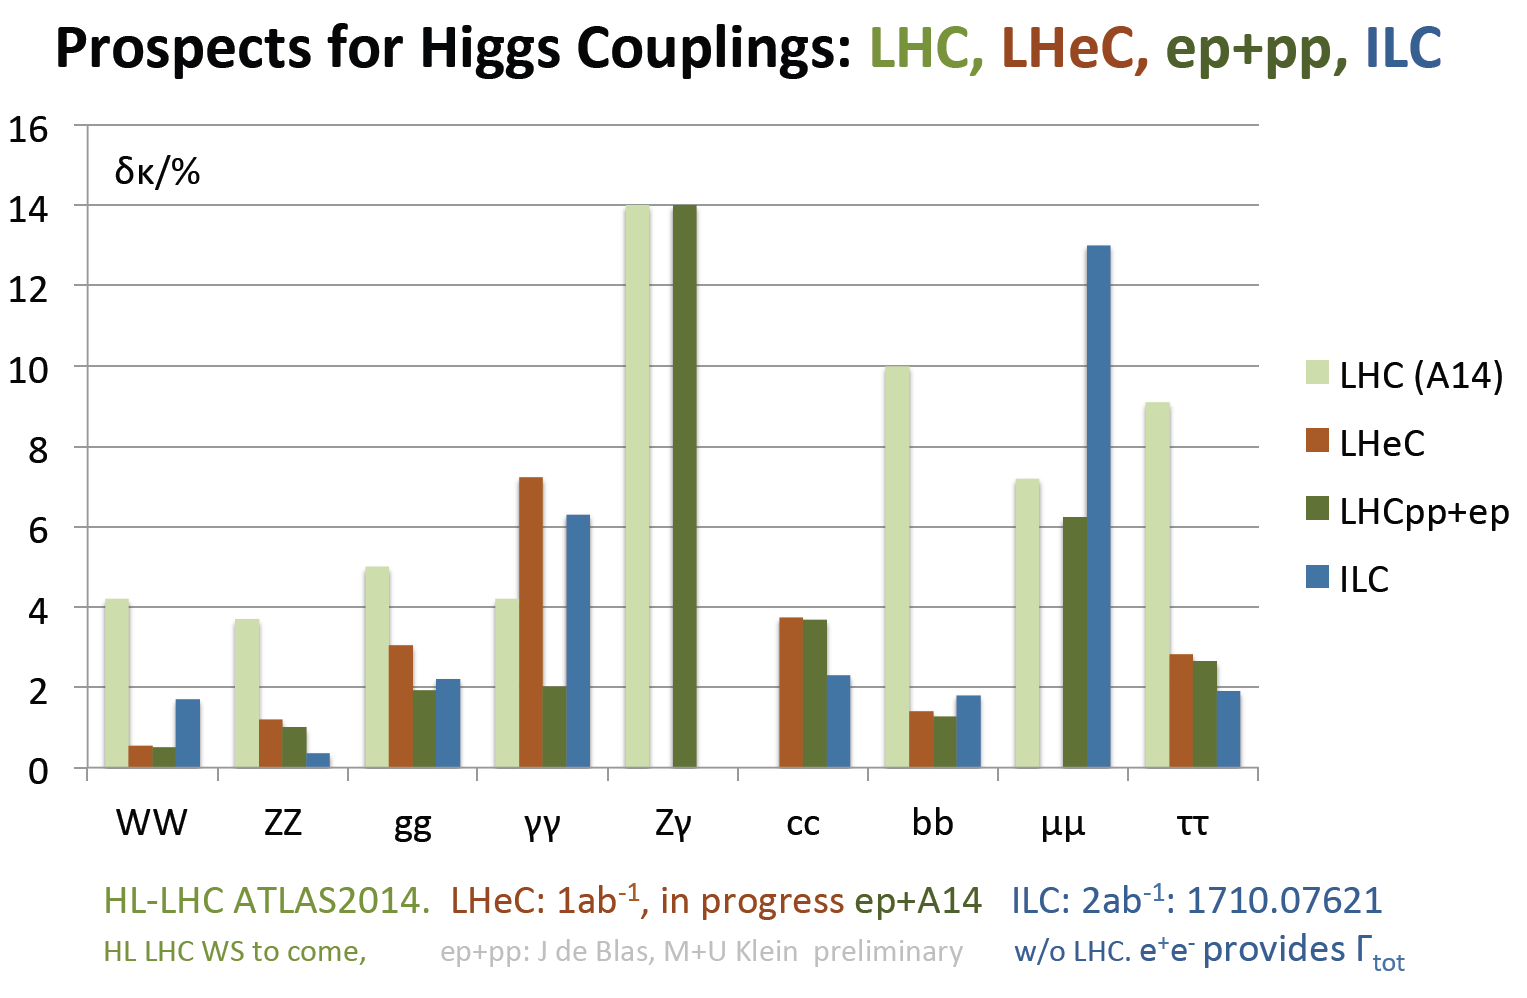 Prospects for Higgs Couplings: LHC, LHeC, ep+pp, ILC
16
δκ/%
14
12
10
8
6
4
2
0
WW ZZ gg γγ Zγ cc bb μμ ττ
LHC (A14)
LHeC
LHCpp+ep
ILC
HL-LHC ATLAS2014. LHeC: 1ab⁻¹, in progress ep+A14 ILC: 2ab⁻¹: 1710.07621
HL LHC WS to come, ep+pp: J de Blas, M+U Klein preliminary w/o LHC. e⁺e⁻ provides Γtot